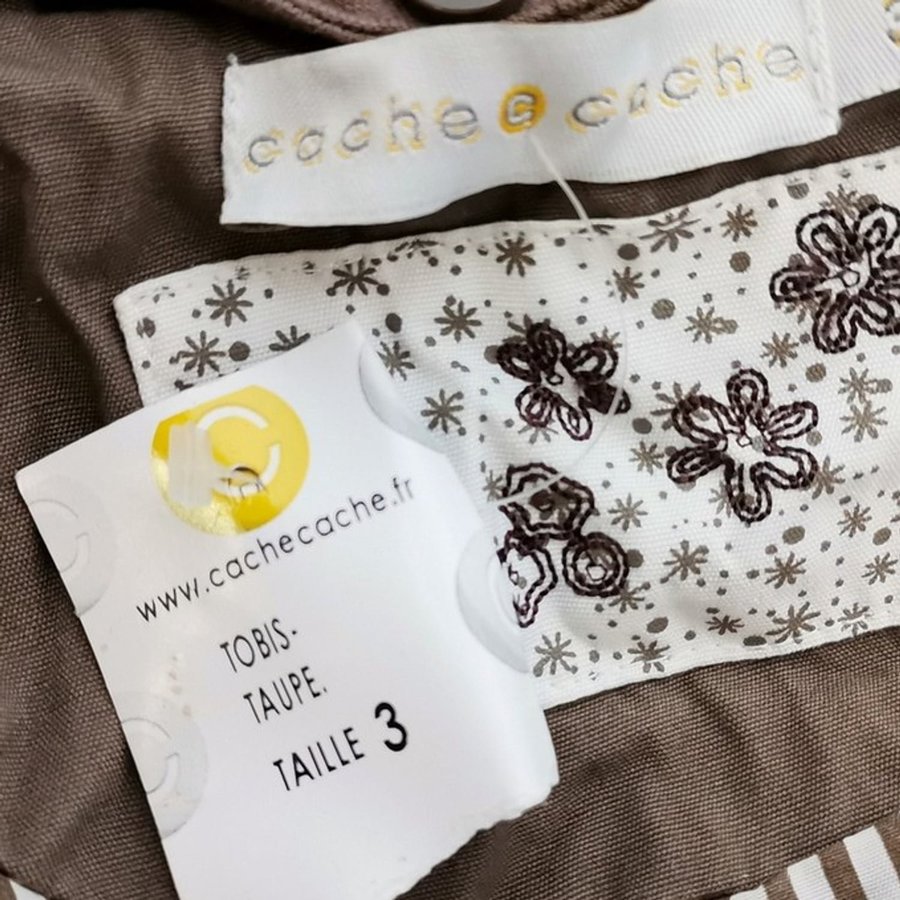 cache c cache
www.cachecache.fr
TOBIS-
TAUPE.
TAILLE 3